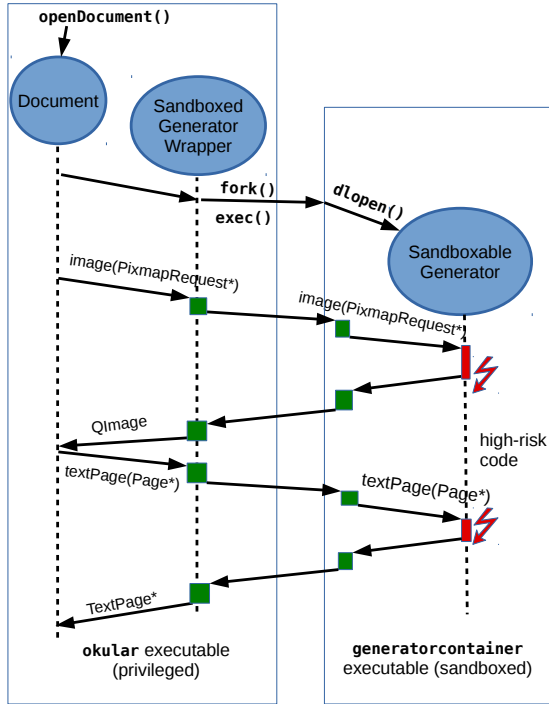 openDocument()
Document
Sandboxed
Generator
Wrapper
fork()
exec()
dlopen()
Sandboxable
Generator
image(PixmapRequest*)
image(PixmapRequest*)
QImage
high-risk
code
textPage(Page*)
textPage(Page*)
TextPage*
okular executable
(privileged)
generatorcontainer
executable (sandboxed)